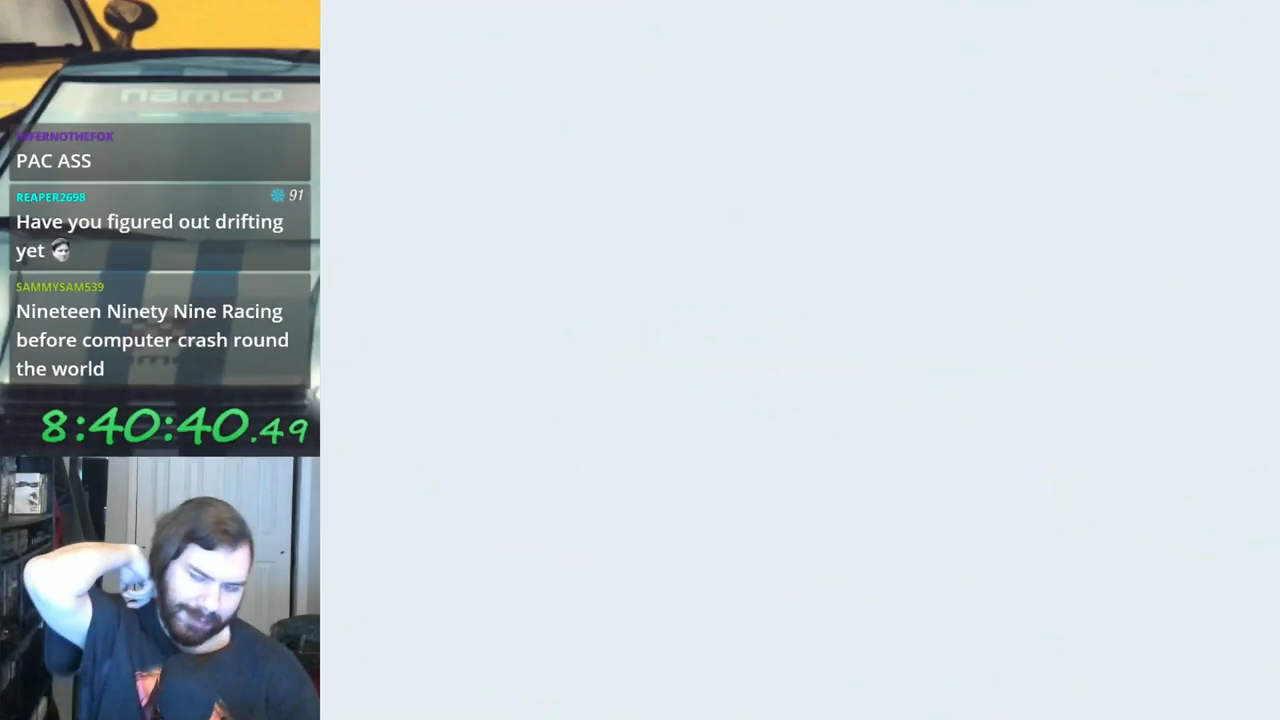 namco
INFERNOTHEFOX
PAC ASS
REAPER2698
91
Have you figured out drifting
yet
SAMMYSAM539
Nineteen Ninety Nine Racing
before computer crash round
the world
8:40:40.49